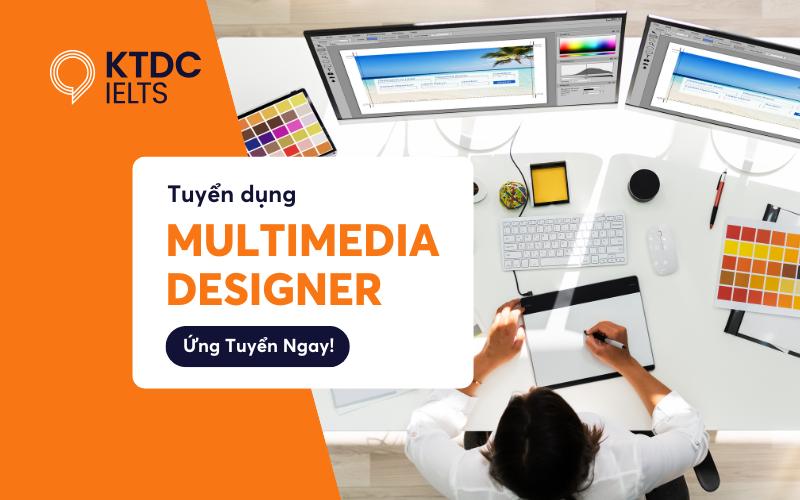 KTDC
IELTS
Tuyển dụng
MULTIMEDIA
DESIGNER
Ứng Tuyển Ngay!